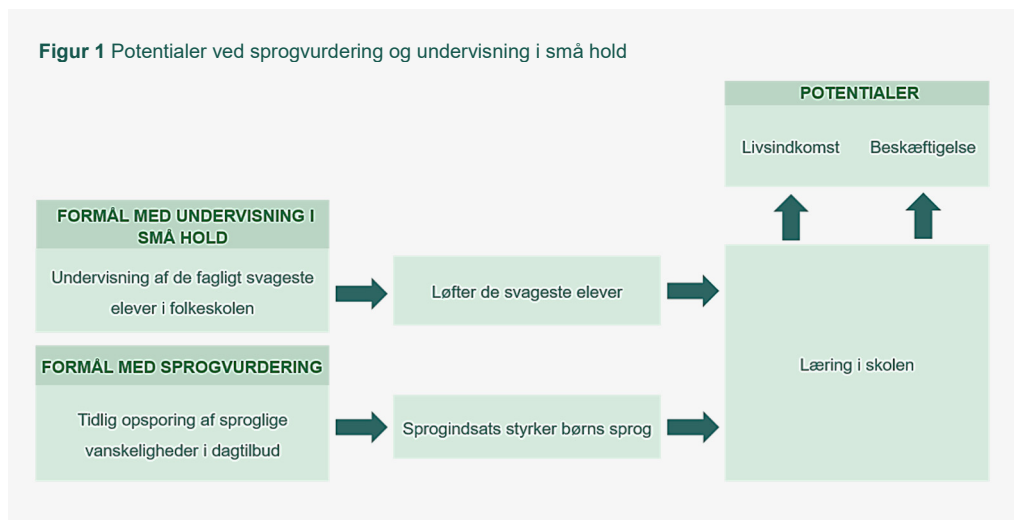 Figur 1 Potentialer ved sprogvurdering og undervisning i små hold
POTENTIALER
Livsindkomst Beskæftigelse
FORMÅL MED UNDERVISNING I
SMÅ HOLD
Undervisning af de fagligt svageste
elever i folkeskolen
Løfter de svageste elever
Læring i skolen
FORMÅL MED SPROGVURDERING
Tidlig opsporing af sproglige
vanskeligheder i dagtilbud
Sprogindsats styrker børns sprog